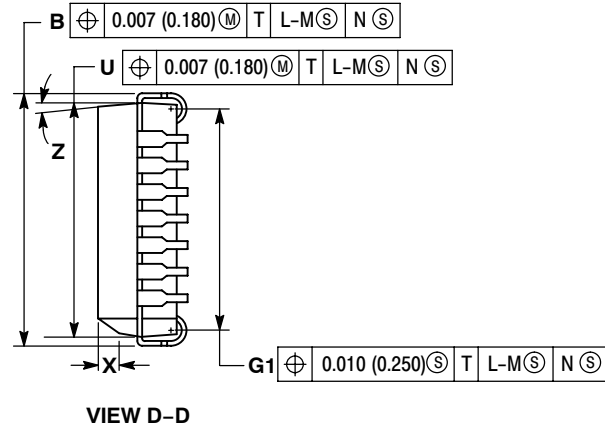 B ⌖ 0.007 (0.180) Ⓜ T L–M Ⓢ N Ⓢ
U ⌖ 0.007 (0.180) Ⓜ T L–M Ⓢ N Ⓢ
Z
X
G1 ⌖ 0.010 (0.250) Ⓢ T L–M Ⓢ N Ⓢ
VIEW D–D